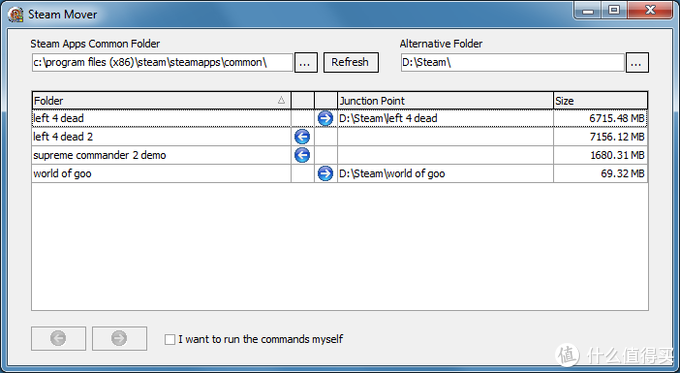 Steam Mover
Steam Apps Common Folder
Alternative Folder
c:\program files (x86)\steam\steamapps\common\ ... Refresh D:\Steam\ ...
Folder Junction Point Size
left 4 dead D:\Steam\left 4 dead 6715.48 MB
left 4 dead 2 7156.12 MB
supreme commander 2 demo 1680.31 MB
world of goo D:\Steam\world of goo 69.32 MB
I want to run the commands myself
值 什么值得买